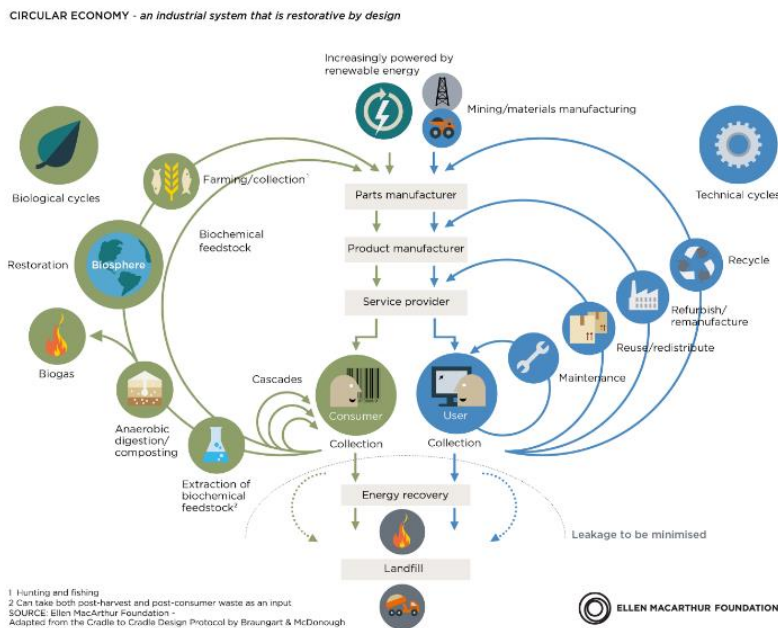 CIRCULAR ECONOMY - an industrial system that is restorative by design
Increasingly powered by
renewable energy
Mining/materials manufacturing
Biological cycles
Technical cycles
Farming/collection¹
Parts manufacturer
Biochemical
feedstock
Product manufacturer
Restoration
Biosphere
Recycle
Service provider
Refurbish/
remanufacture
Reuse/redistribute
Biogas
Maintenance
Cascades
Consumer
User
Anaerobic
digestion/
composting
Collection
Collection
Extraction of
biochemical
feedstock²
Energy recovery
Leakage to be minimised
Landfill
1 Hunting and fishing
2 Can take both post-harvest and post-consumer waste as an input
SOURCE: Ellen MacArthur Foundation -
Adapted from the Cradle to Cradle Design Protocol by Braungart & McDonough
ELLEN MACARTHUR FOUNDATION